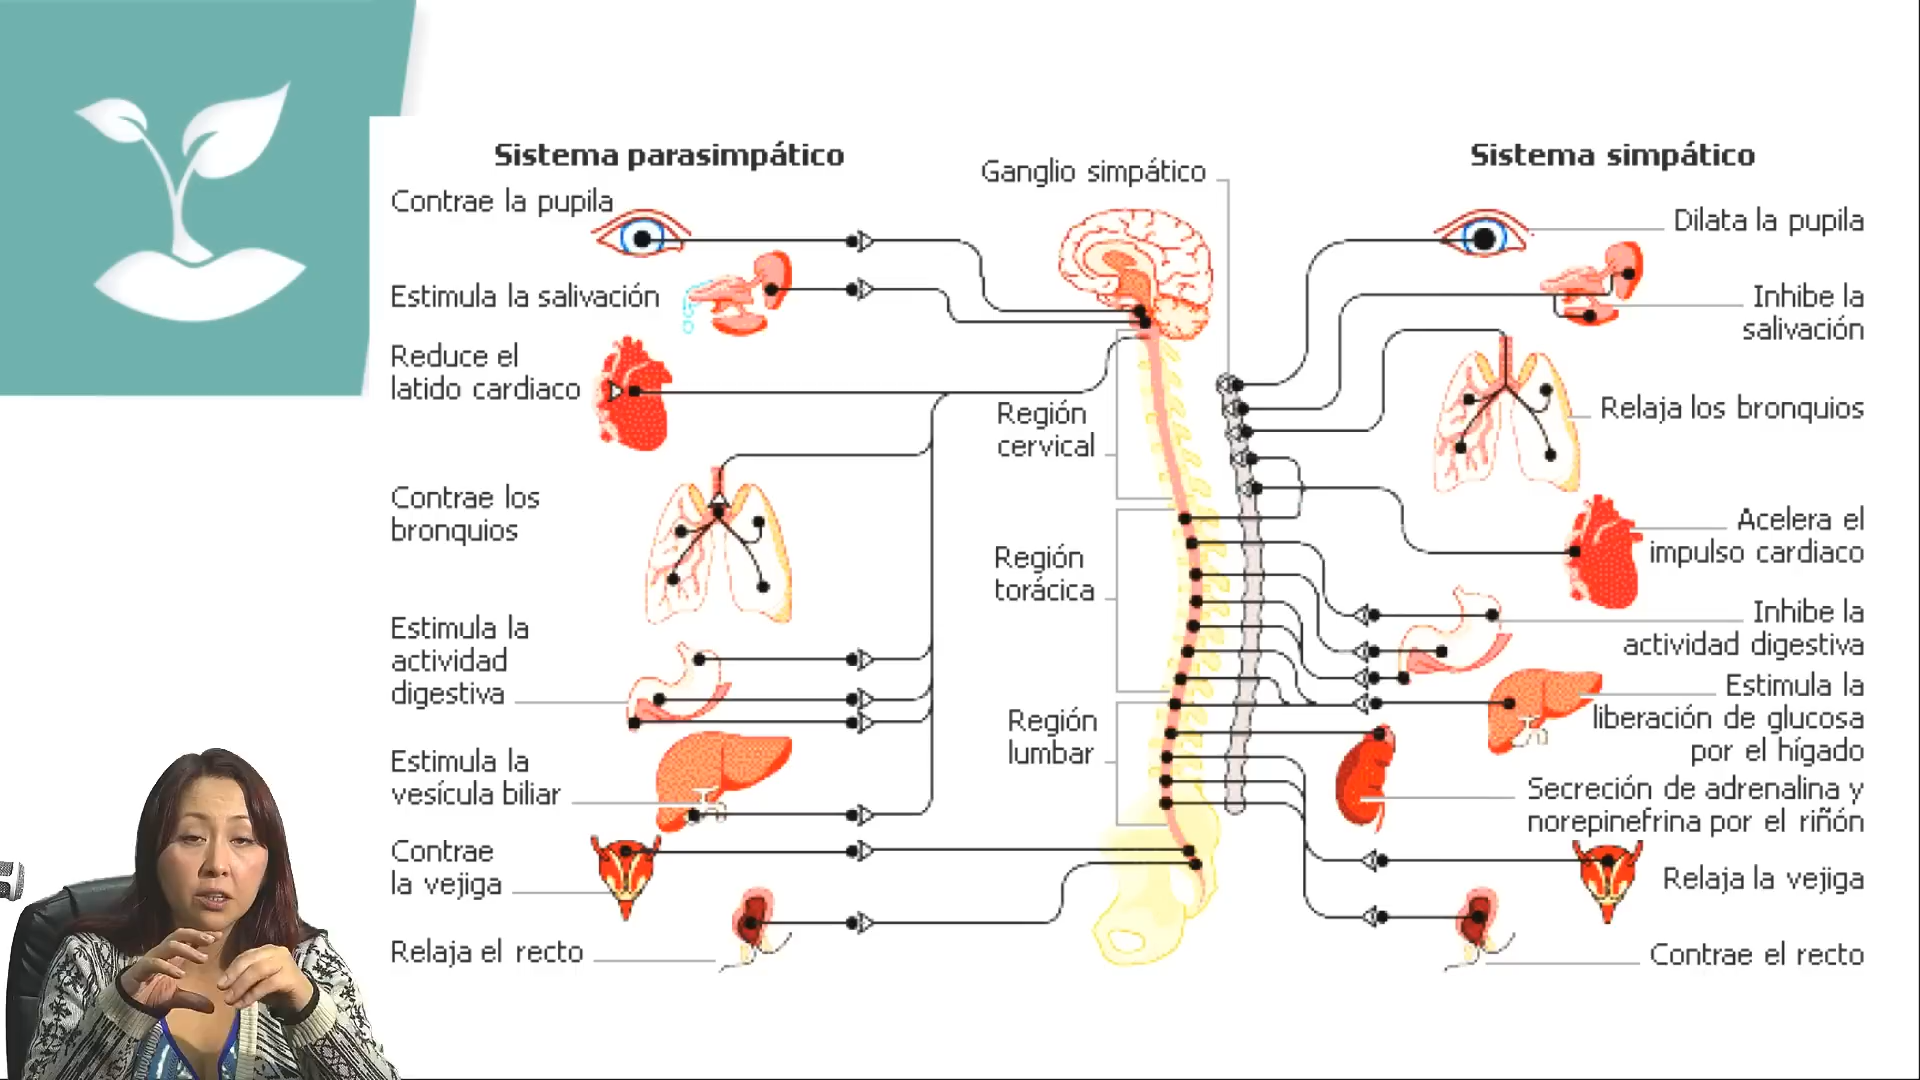 Sistema parasimpático
Contrae la pupila
Estimula la salivación
Reduce el
latido cardiaco
Contrae los
bronquios
Estimula la
actividad
digestiva
Estimula la
vesícula biliar
Contrae
la vejiga
Relaja el recto
Ganglio simpático
Región
cervical
Región
torácica
Región
lumbar
Sistema simpático
Dilata la pupila
Inhibe la
salivación
Relaja los bronquios
Acelera el
impulso cardiaco
Inhibe la
actividad digestiva
Estimula la
liberación de glucosa
por el hígado
Secreción de adrenalina y
norepinefrina por el riñón
Relaja la vejiga
Contrae el recto